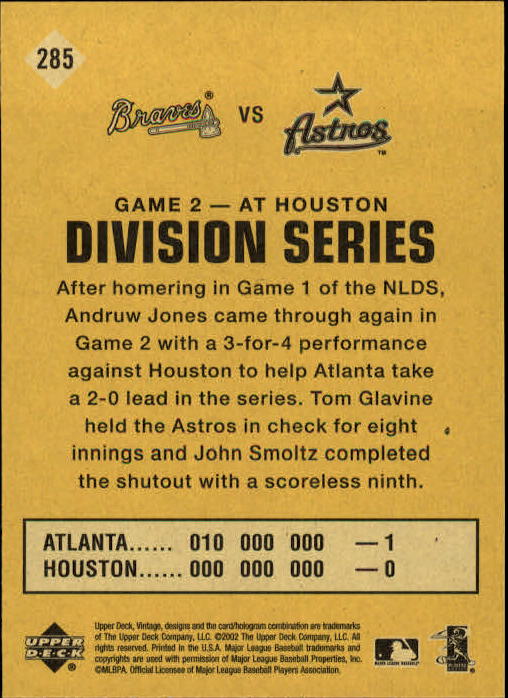 285
Braves® VS Astros™
GAME 2 — AT HOUSTON
DIVISION SERIES
After homering in Game 1 of the NLDS,
Andruw Jones came through again in
Game 2 with a 3-for-4 performance
against Houston to help Atlanta take
a 2-0 lead in the series. Tom Glavine
held the Astros in check for eight
innings and John Smoltz completed
the shutout with a scoreless ninth.
ATLANTA...... 010 000 000 — 1
HOUSTON...... 000 000 000 — 0
UPPER
DECK®
Upper Deck, Vintage, designs and the card/hologram combination are trademarks
of The Upper Deck Company, LLC. ©2002 The Upper Deck Company, LLC. All
rights reserved. Printed in the U.S.A. Major League Baseball trademarks and
copyrights are used with permission of Major League Baseball Properties, Inc.
©MLBPA. Official Licensee of Major League Baseball Players Association.
MAJOR LEAGUE BASEBALL®